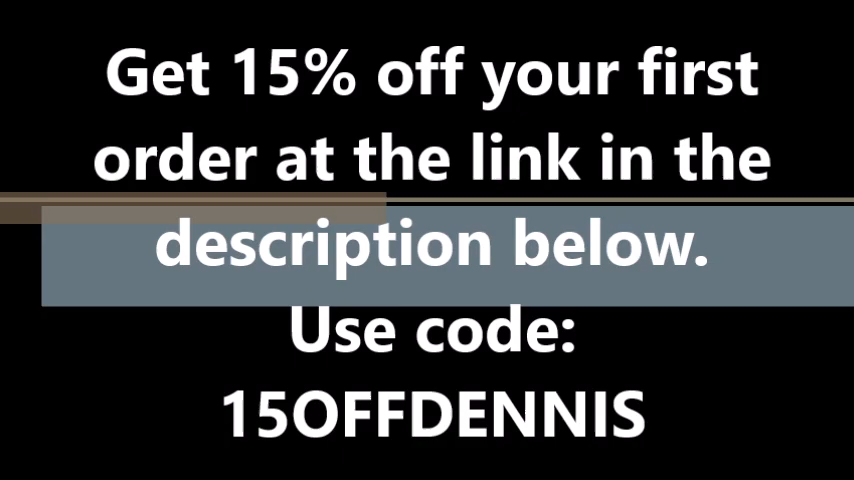 Get 15% off your first
order at the link in the
description below.
Use code:
15OFFDENNIS